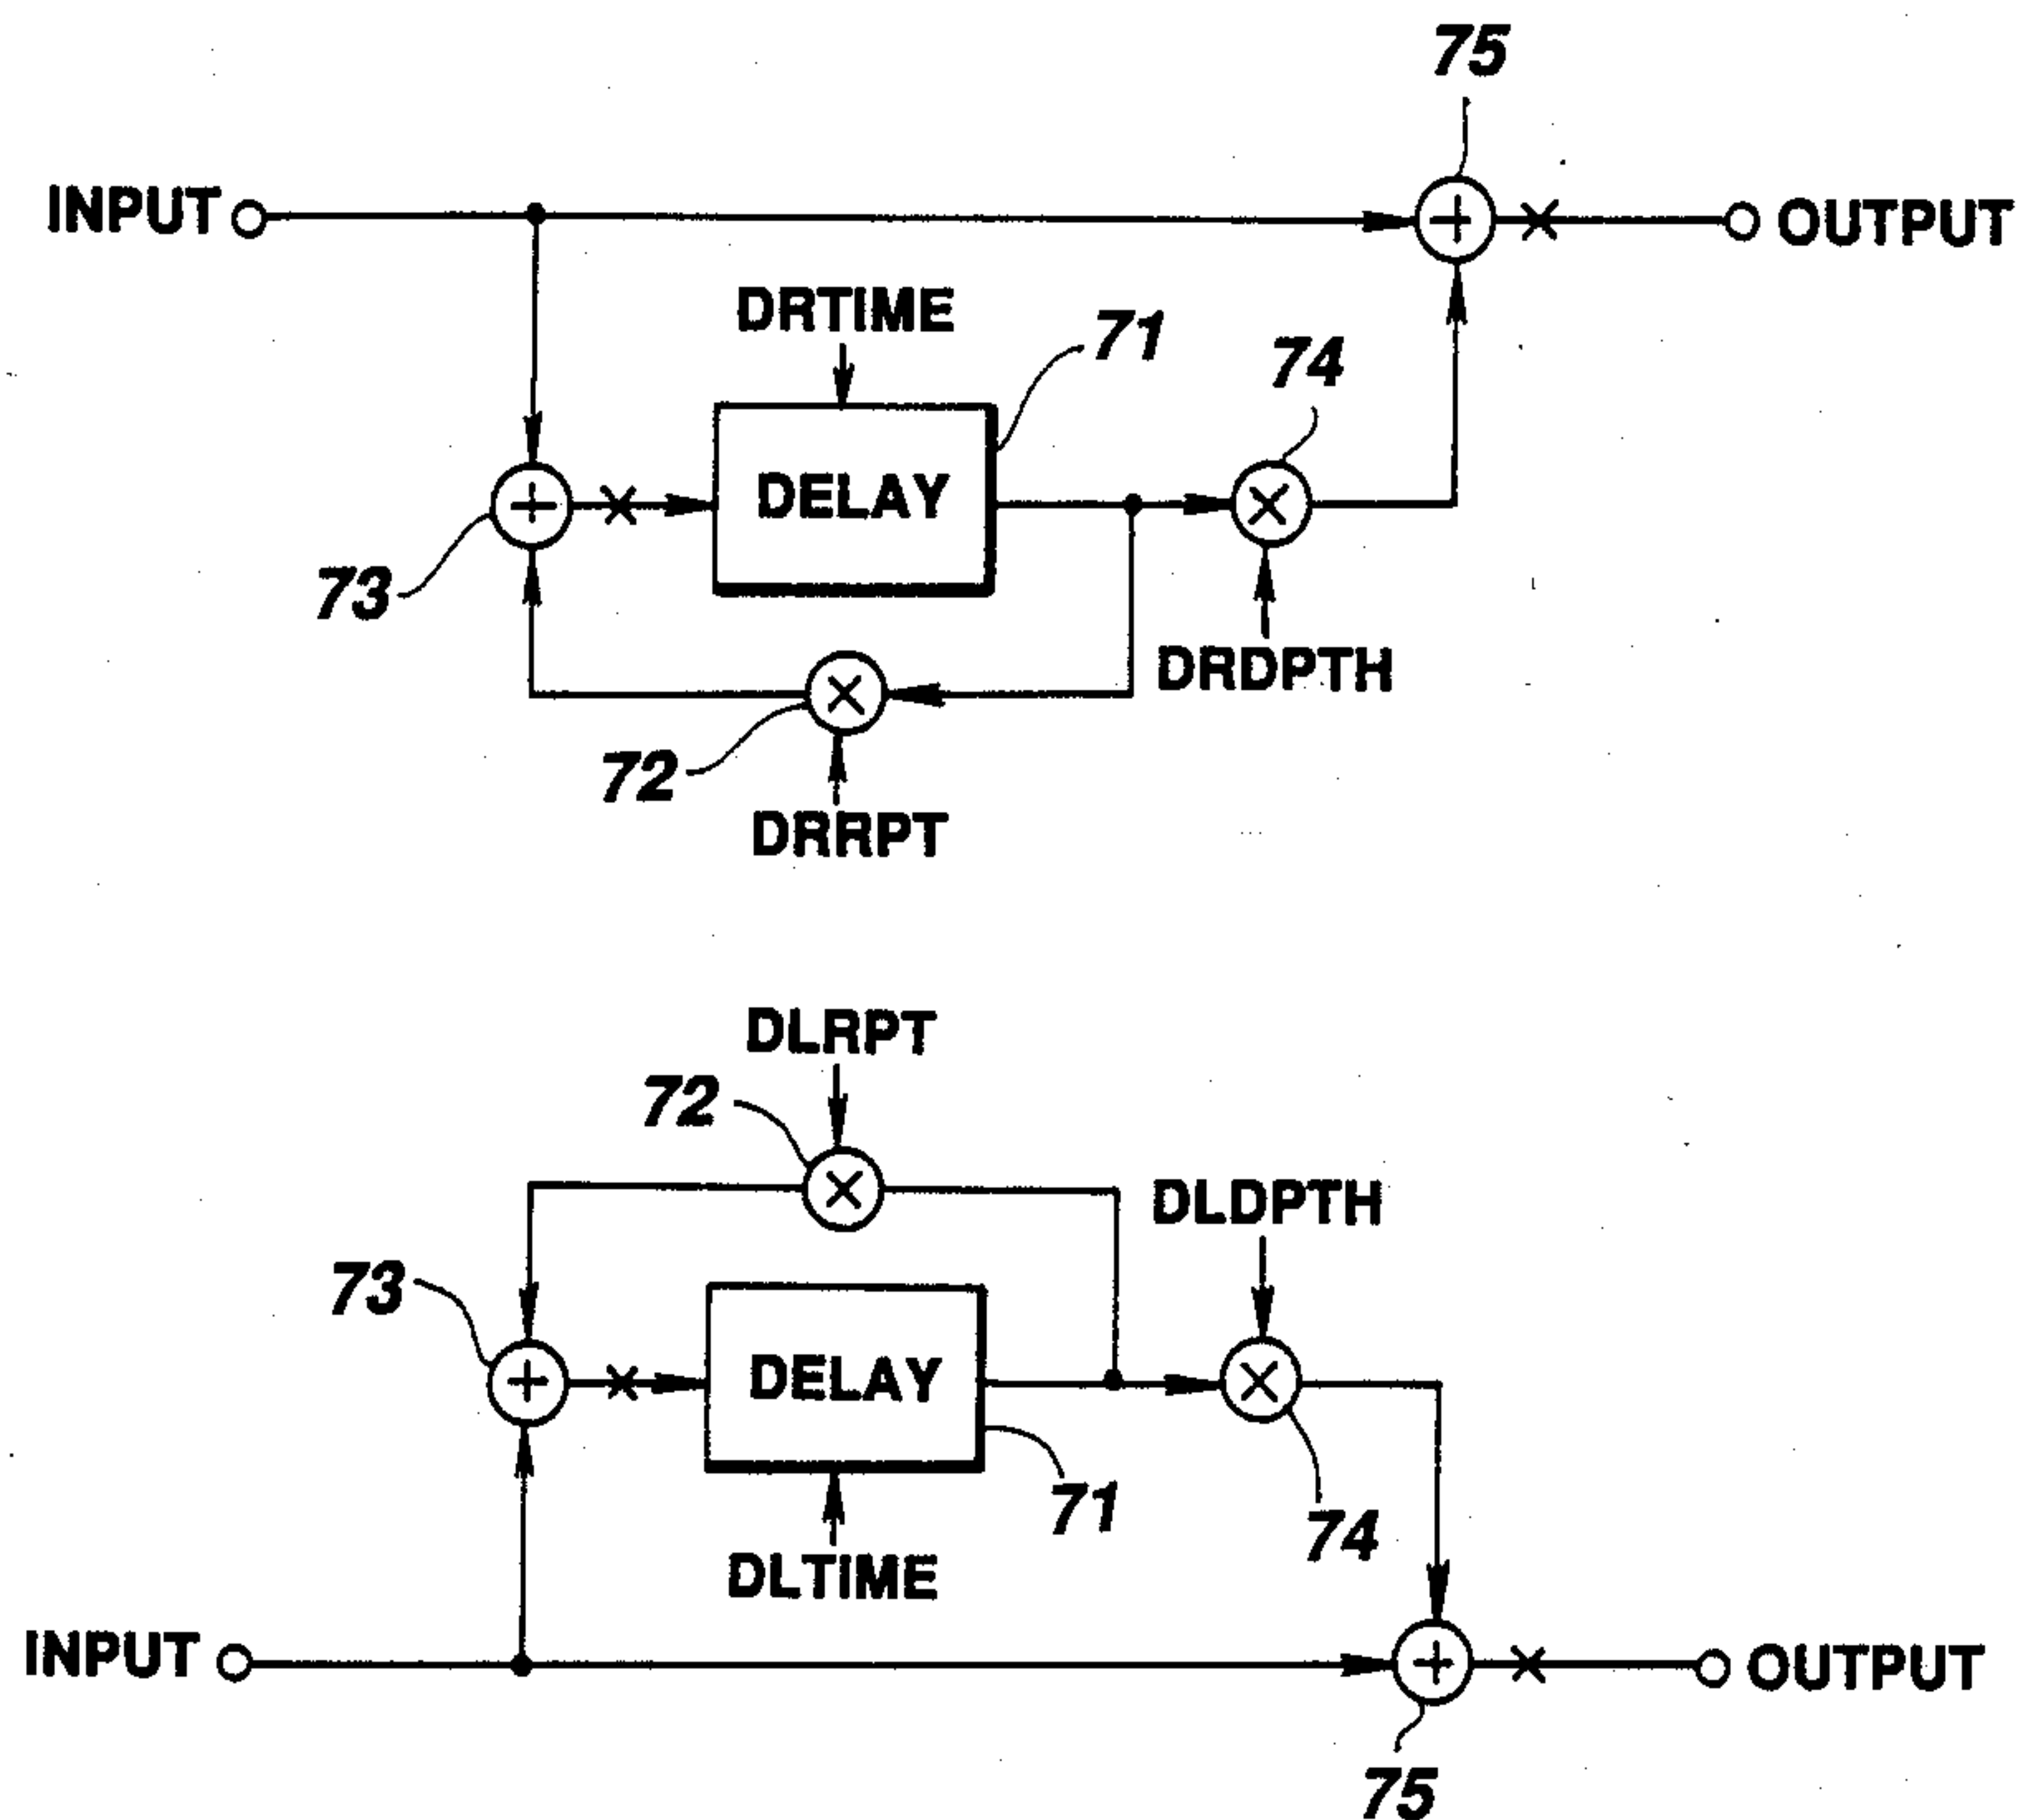 75
INPUT
OUTPUT
DRTIME
71
74
DELAY
73
DRDPTH
72
DRRPT
DLRPT
72
DLDPTH
73
DELAY
71
74
DLTIME
INPUT
OUTPUT
75